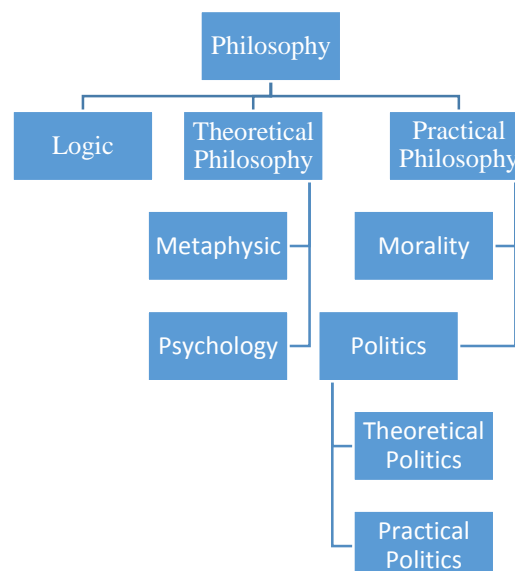 Philosophy
Logic
Theoretical
Philosophy
Practical
Philosophy
Metaphysic
Morality
Psychology
Politics
Theoretical
Politics
Practical
Politics